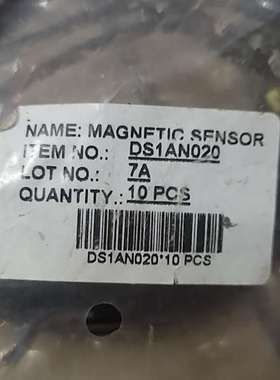 NAME: MAGNETIC SENSOR
ITEM NO.: DS1AN020
LOT NO.: 7A
QUANTITY.: 10 PCS
DS1AN020*10 PCS